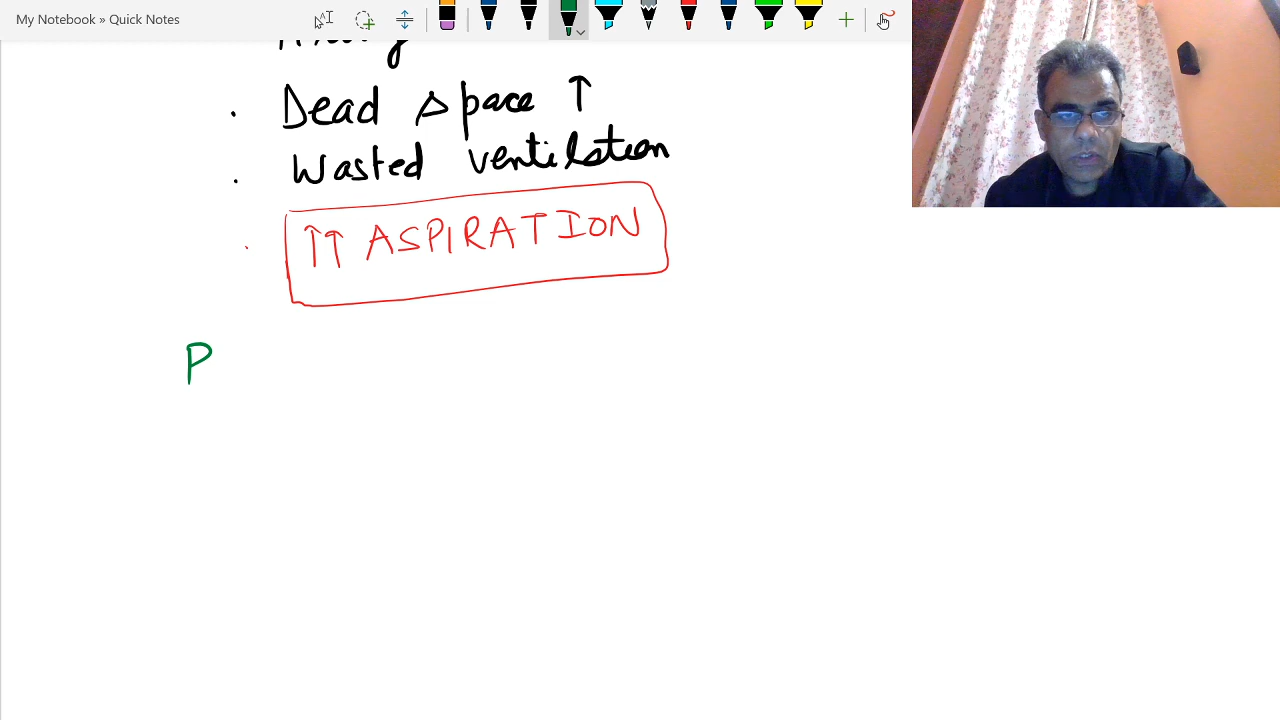 My Notebook » Quick Notes
. Dead space ↑
. Wasted ventilation
. ↑↑ ASPIRATION
P